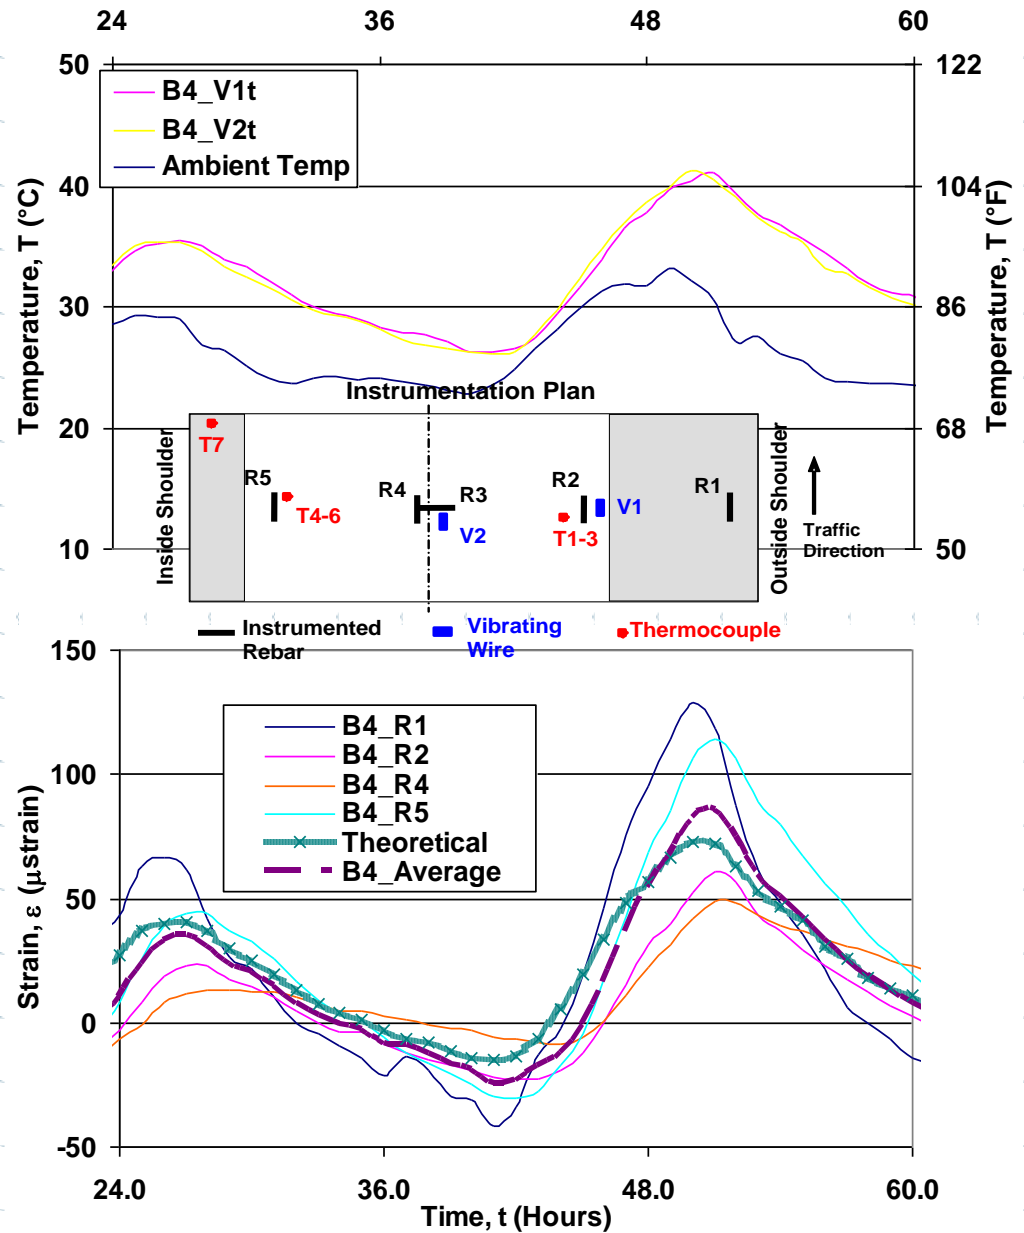 24 36 48 60
50 122
B4_V1t
B4_V2t
Ambient Temp
40 104
30 86
20 68
10 50
Temperature, T (°C)
Temperature, T (°F)
Instrumentation Plan
Inside Shoulder
T7
R5
T4-6
R4
R3
V2
R2
T1-3
V1
R1
Outside Shoulder
Traffic
Direction
Instrumented
Rebar
Vibrating
Wire
Thermocouple
150
B4_R1
B4_R2
B4_R4
B4_R5
Theoretical
B4_Average
100
50
0
-50
Strain, ε (μstrain)
24.0 36.0 48.0 60.0
Time, t (Hours)